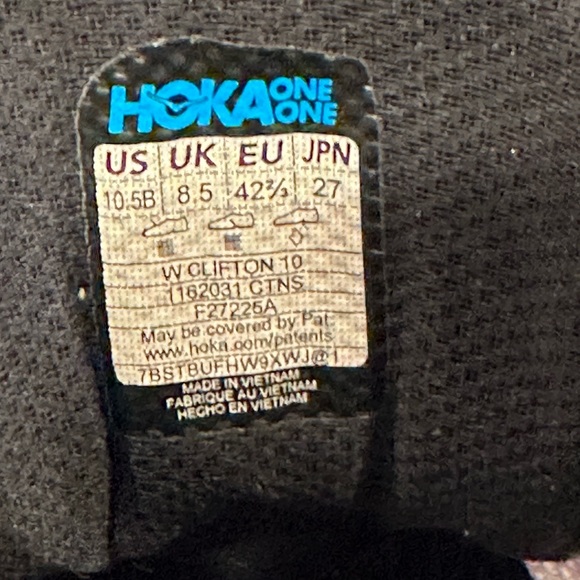 HOKA ONE ONE
US UK EU JPN
10.5B 8.5 42⅔ 27
W CLIFTON 10
1162031 CTNS
F27225A
May be covered by Pat.
www.hoka.com/patents
7BSTBUFHW9XWJ@1
MADE IN VIETNAM
FABRIQUE AU VIETNAM
HECHO EN VIETNAM